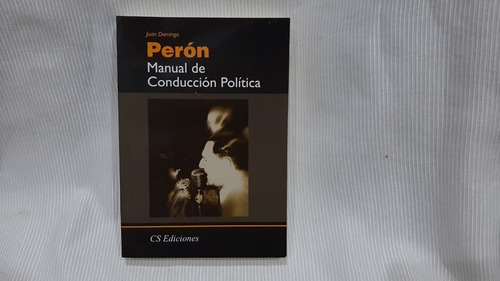 Juan Domingo
Perón
Manual de
Conducción Política
CS Ediciones